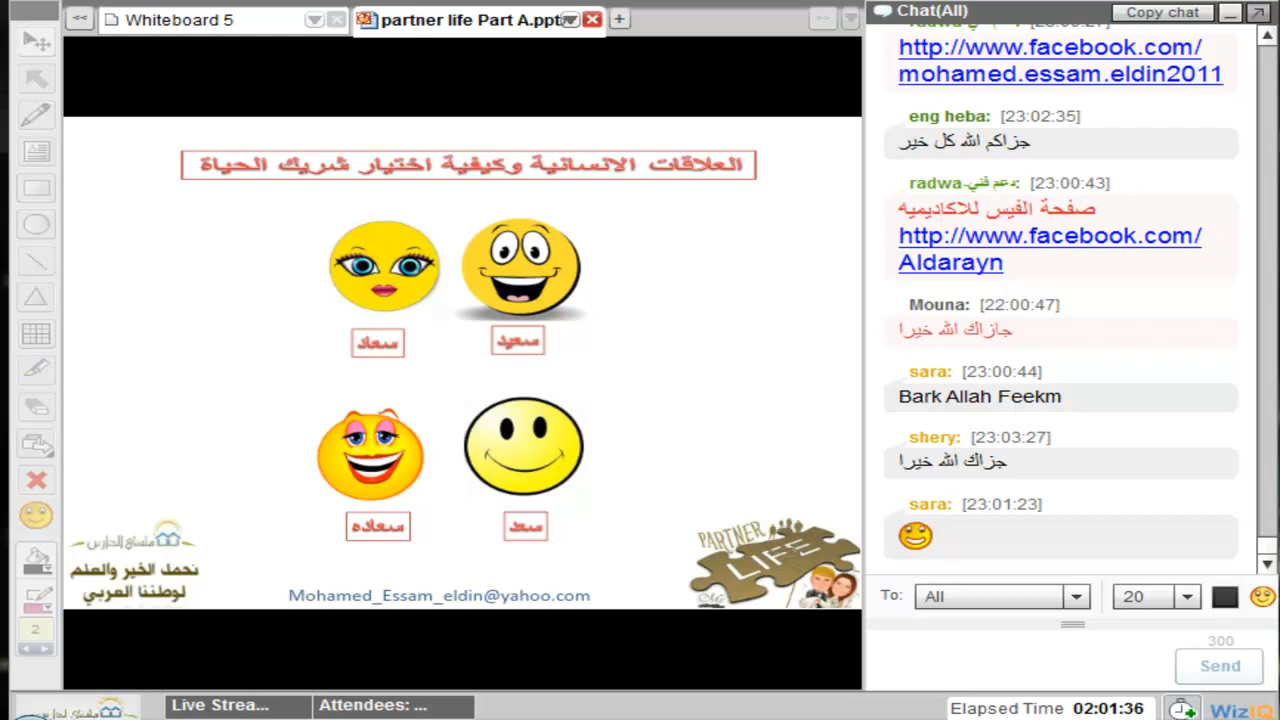 Whiteboard 5
partner life Part A.ppt
العلاقات الانسانية وكيفية اختيار شريك الحياة
سعاد
سعيد
سعاده
سعد
نحمل الخير والعلم
لوطننا العربي
Mohamed_Essam_eldin@yahoo.com
PARTNER
LIFE
2
Chat(All)
Copy chat
http://www.facebook.com/
mohamed.essam.eldin2011
eng heba: [23:02:35]
جزاكم الله كل خير
radwa-دعم فني: [23:00:43]
صفحة الفيس للاكاديميه
http://www.facebook.com/
Aldarayn
Mouna: [22:00:47]
جازاك الله خيرا
sara: [23:00:44]
Bark Allah Feekm
shery: [23:03:27]
جزاك الله خيرا
sara: [23:01:23]
To: All 20
300
Send
Live Strea...
Attendees: ...
Elapsed Time 02:01:36
WizIQ